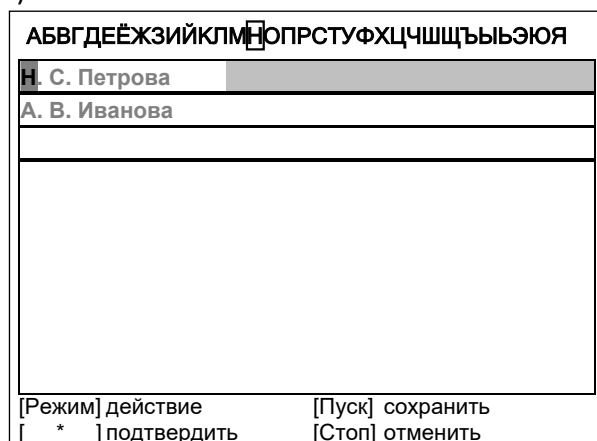 АБВГДЕЁЖЗИЙКЛМНОПРСТУФХЦЧШЩЪЫЬЭЮЯ
Н. С. Петрова
А. В. Иванова
[Режим] действие [Пуск] сохранить
[ * ] подтвердить [Стоп] отменить